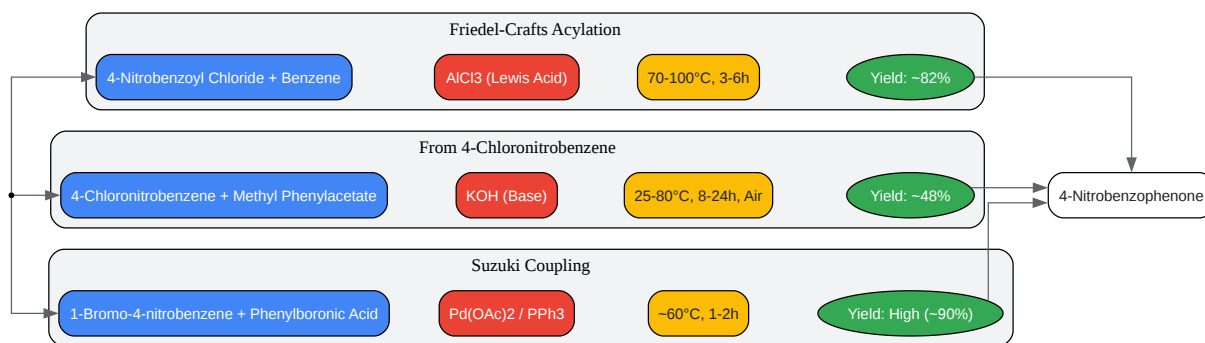 Friedel-Crafts Acylation
4-Nitrobenzoyl Chloride + Benzene
AlCl3 (Lewis Acid)
70-100°C, 3-6h
Yield: ~82%
From 4-Chloronitrobenzene
4-Chloronitrobenzene + Methyl Phenylacetate
KOH (Base)
25-80°C, 8-24h, Air
Yield: ~48%
4-Nitrobenzophenone
Suzuki Coupling
1-Bromo-4-nitrobenzene + Phenylboronic Acid
Pd(OAc)2 / PPh3
~60°C, 1-2h
Yield: High (~90%)